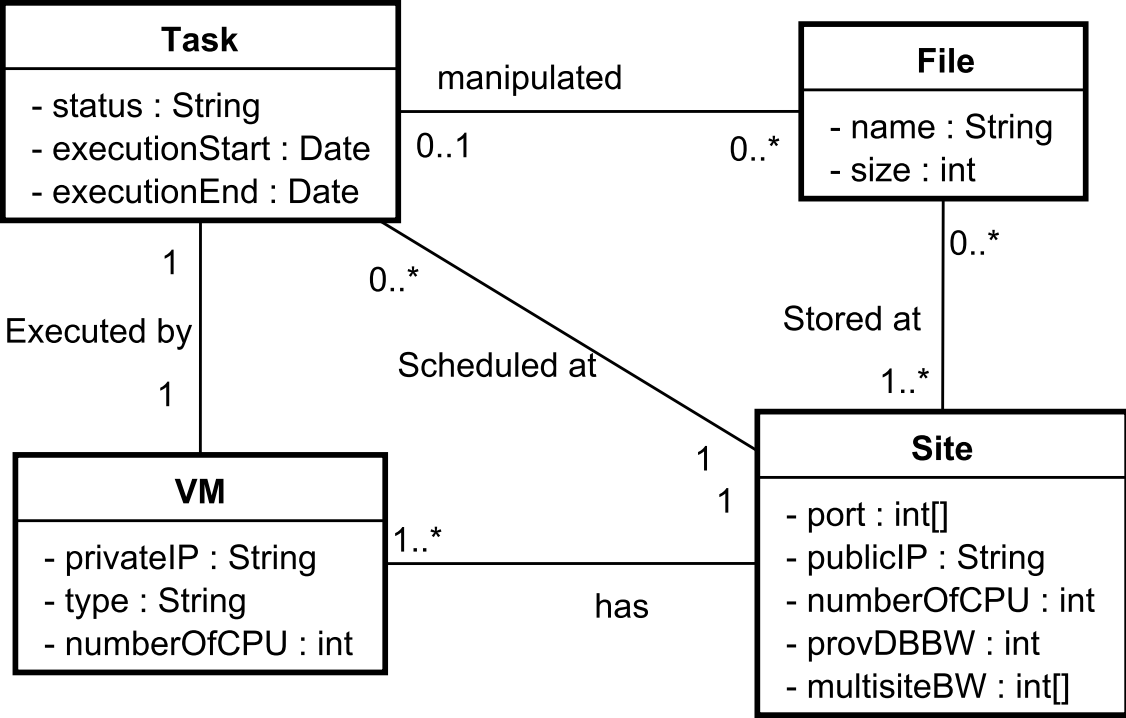 Task
- status : String
- executionStart : Date
- executionEnd : Date
manipulated
0..1
0..*
File
- name : String
- size : int
1
Executed by
1
0..*
Scheduled at
1
0..*
Stored at
1..*
VM
- privateIP : String
- type : String
- numberOfCPU : int
1..*
has
1
Site
- port : int[]
- publicIP : String
- numberOfCPU : int
- provDBBW : int
- multisiteBW : int[]